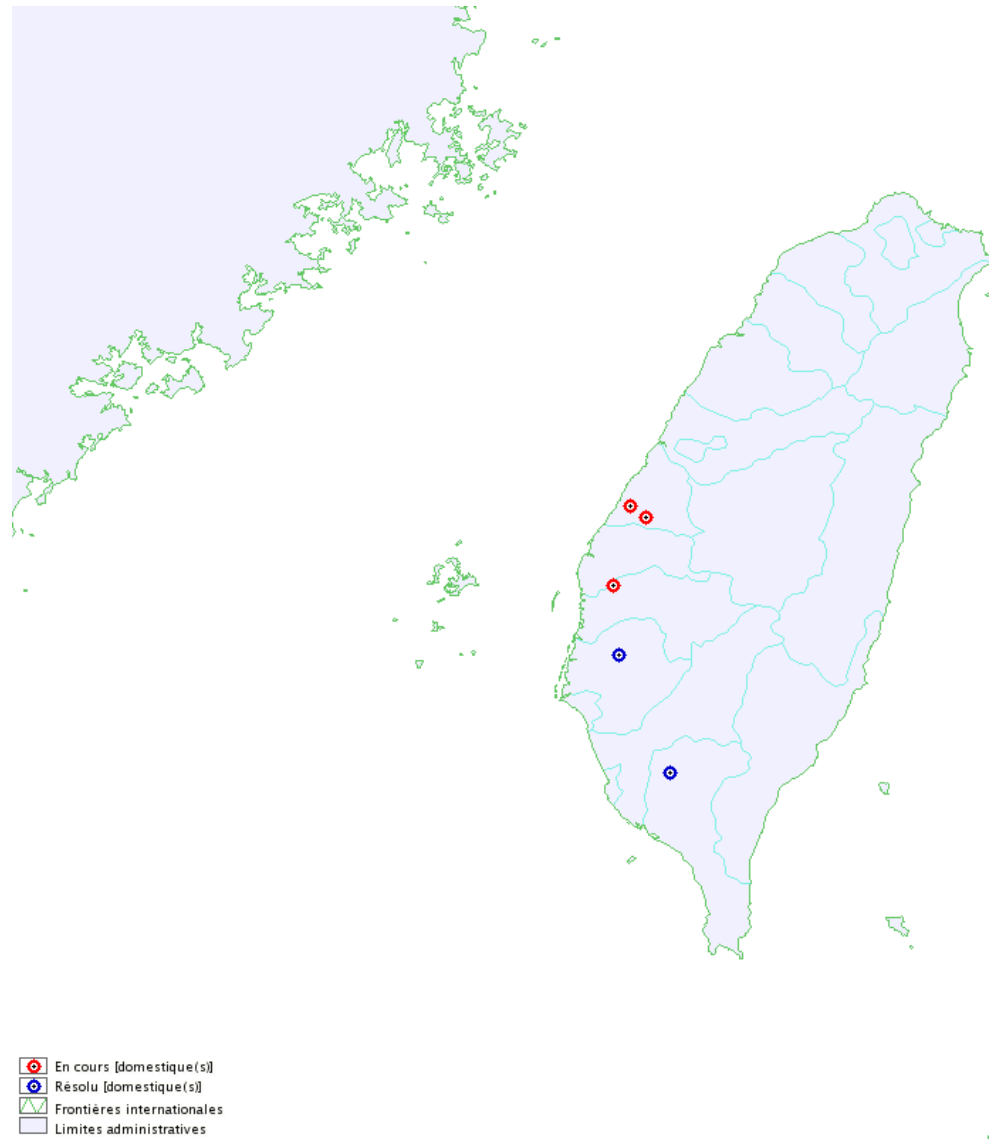 En cours [domestique(s)]
Résolu [domestique(s)]
Frontières internationales
Limites administratives